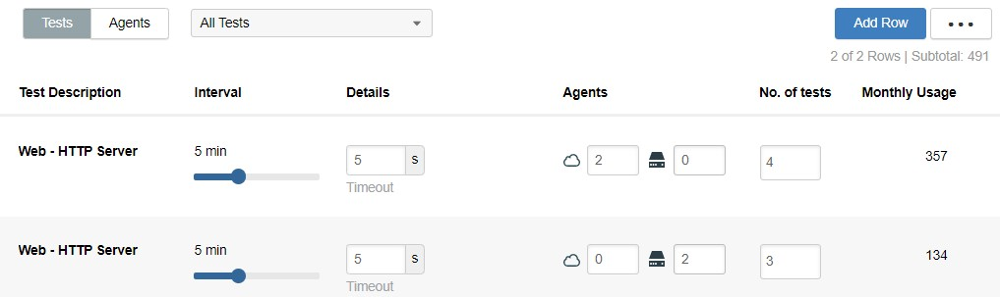 Tests Agents All Tests Add Row •••
2 of 2 Rows | Subtotal: 491
Test Description Interval Details Agents No. of tests Monthly Usage
Web - HTTP Server 5 min 5 s 2 0 4 357
Timeout
Web - HTTP Server 5 min 5 s 0 2 3 134
Timeout